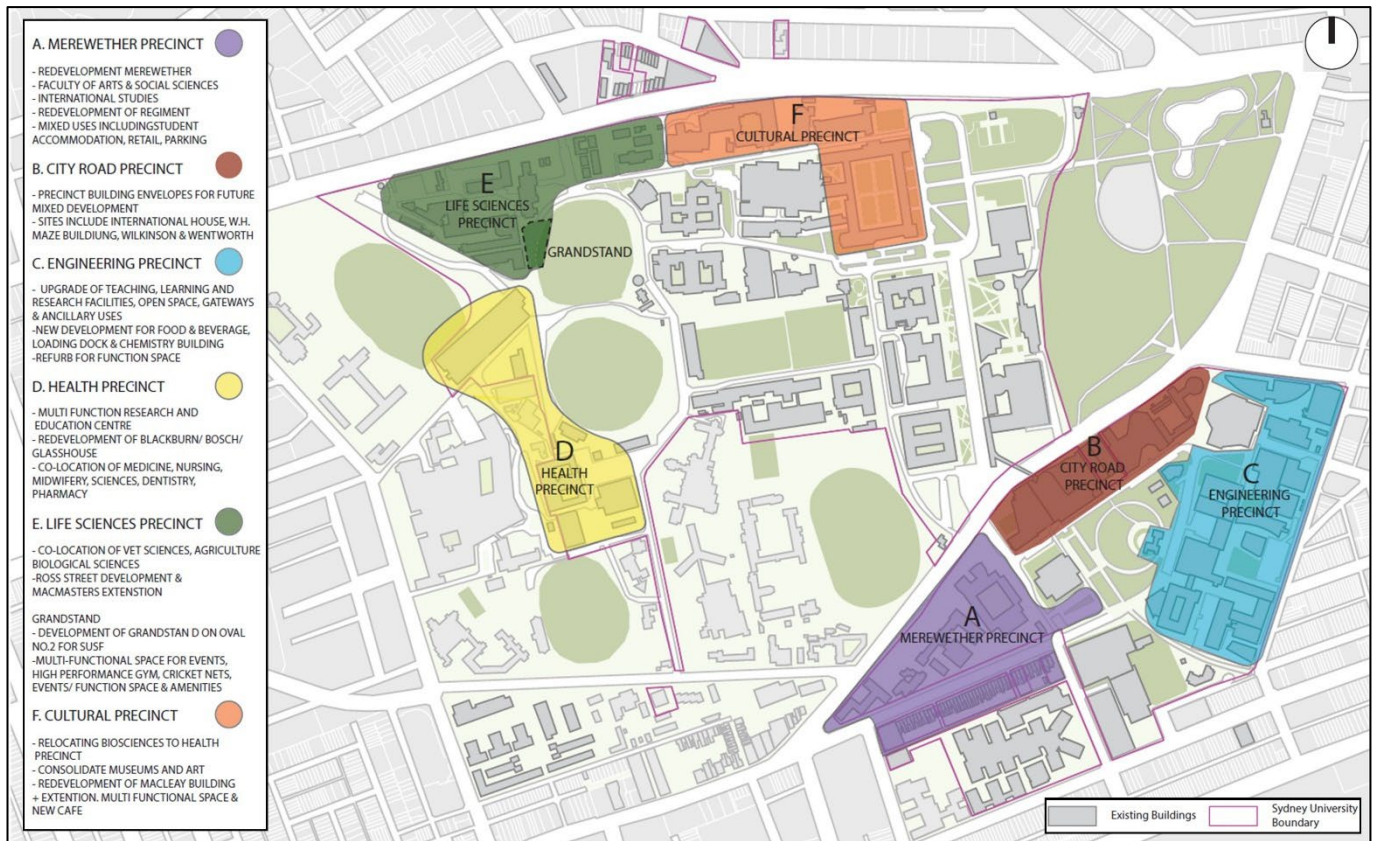 A. MEREWETHER PRECINCT
- REDEVELOPMENT MEREWETHER
- FACULTY OF ARTS & SOCIAL SCIENCES
- INTERNATIONAL STUDIES
- REDEVELOPMENT OF REGIMENT
- MIXED USES INCLUDINGSTUDENT
ACCOMMODATION, RETAIL, PARKING
B. CITY ROAD PRECINCT
- PRECINCT BUILDING ENVELOPES FOR FUTURE
MIXED DEVELOPMENT
- SITES INCLUDE INTERNATIONAL HOUSE, W.H.
MAZE BUILDIUNG, WILKINSON & WENTWORTH
C. ENGINEERING PRECINCT
- UPGRADE OF TEACHING, LEARNING AND
RESEARCH FACILITIES, OPEN SPACE, GATEWAYS
& ANCILLARY USES
-NEW DEVELOPMENT FOR FOOD & BEVERAGE,
LOADING DOCK & CHEMISTRY BUILDING
-REFURB FOR FUNCTION SPACE
D. HEALTH PRECINCT
- MULTI FUNCTION RESEARCH AND
EDUCATION CENTRE
- REDEVELOPMENT OF BLACKBURN/ BOSCH/
GLASSHOUSE
- CO-LOCATION OF MEDICINE, NURSING,
MIDWIFERY, SCIENCES, DENTISTRY,
PHARMACY
E. LIFE SCIENCES PRECINCT
- CO-LOCATION OF VET SCIENCES, AGRICULTURE
BIOLOGICAL SCIENCES
-ROSS STREET DEVELOPMENT &
MACMASTERS EXTENSTION
GRANDSTAND
- DEVELOPMENT OF GRANDSTAN D ON OVAL
NO.2 FOR SUSF
-MULTI-FUNCTIONAL SPACE FOR EVENTS,
HIGH PERFORMANCE GYM, CRICKET NETS,
EVENTS/ FUNCTION SPACE & AMENITIES
F. CULTURAL PRECINCT
- RELOCATING BIOSCIENCES TO HEALTH
PRECINCT
- CONSOLIDATE MUSEUMS AND ART
- REDEVELOPMENT OF MACLEAY BUILDING
+ EXTENTION. MULTI FUNCTIONAL SPACE &
NEW CAFE
F
CULTURAL PRECINCT
E
LIFE SCIENCES
PRECINCT
GRANDSTAND
D
HEALTH
PRECINCT
B
CITY ROAD
PRECINCT
C
ENGINEERING
PRECINCT
A
MEREWETHER PRECINCT
Existing Buildings
Sydney University
Boundary